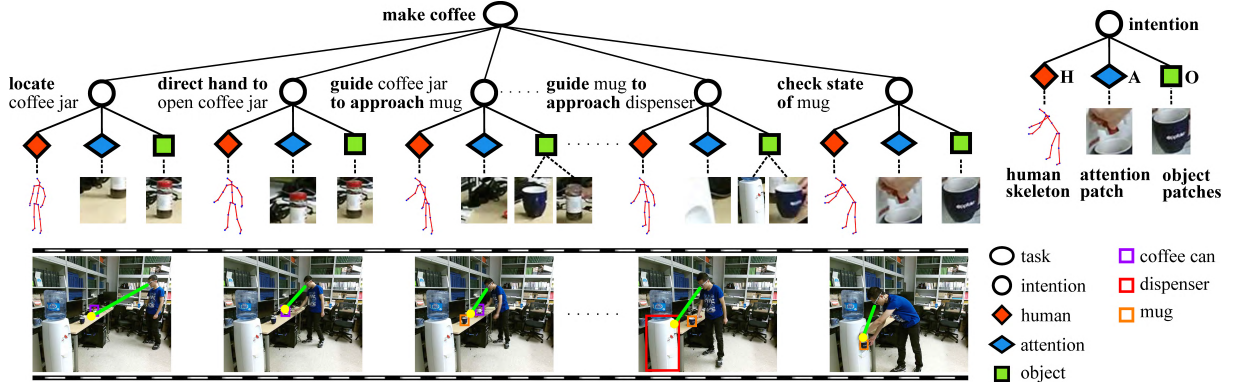 make coffee
intention
locate
coffee jar
direct hand to
open coffee jar
guide coffee jar
to approach mug
guide mug to
approach dispenser
check state
of mug
H
A
O
human
skeleton
attention
patch
object
patches
task
intention
human
attention
object
coffee can
dispenser
mug